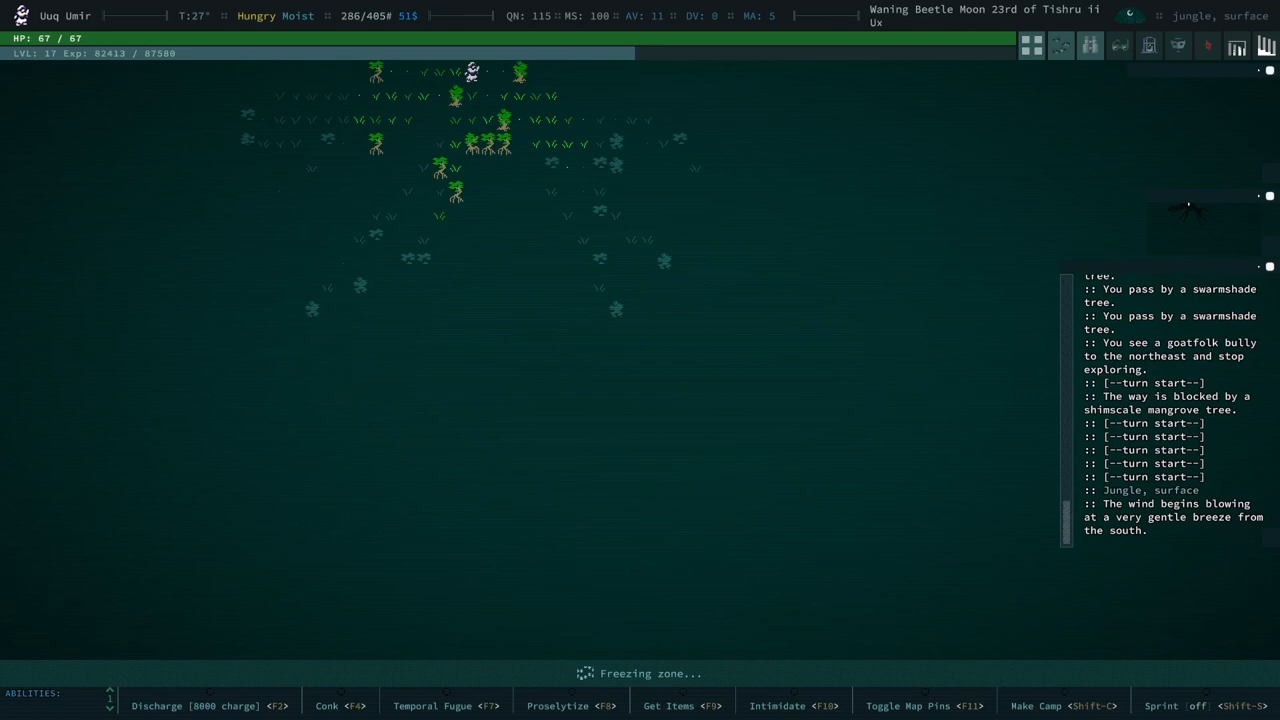 Uuq Umir T:27° Hungry Moist 286/405# 51$ QN: 115 MS: 100 AV: 11 DV: 0 MA: 5 Waning Beetle Moon 23rd of Tishru ii Ux jungle, surface
HP: 67 / 67
LVL: 17 Exp: 82413 / 87580
tree.
:: You pass by a swarmshade
tree.
:: You pass by a swarmshade
tree.
:: You see a goatfolk bully
to the northeast and stop
exploring.
:: [--turn start--]
:: The way is blocked by a
shimscale mangrove tree.
:: [--turn start--]
:: [--turn start--]
:: [--turn start--]
:: [--turn start--]
:: [--turn start--]
:: Jungle, surface
:: The wind begins blowing
at a very gentle breeze from
the south.
Freezing zone...
ABILITIES: 1 Discharge [8000 charge] <F2> Conk <F4> Temporal Fugue <F7> Proselytize <F8> Get Items <F9> Intimidate <F10> Toggle Map Pins <F11> Make Camp <Shift-C> Sprint [off] <Shift-S>